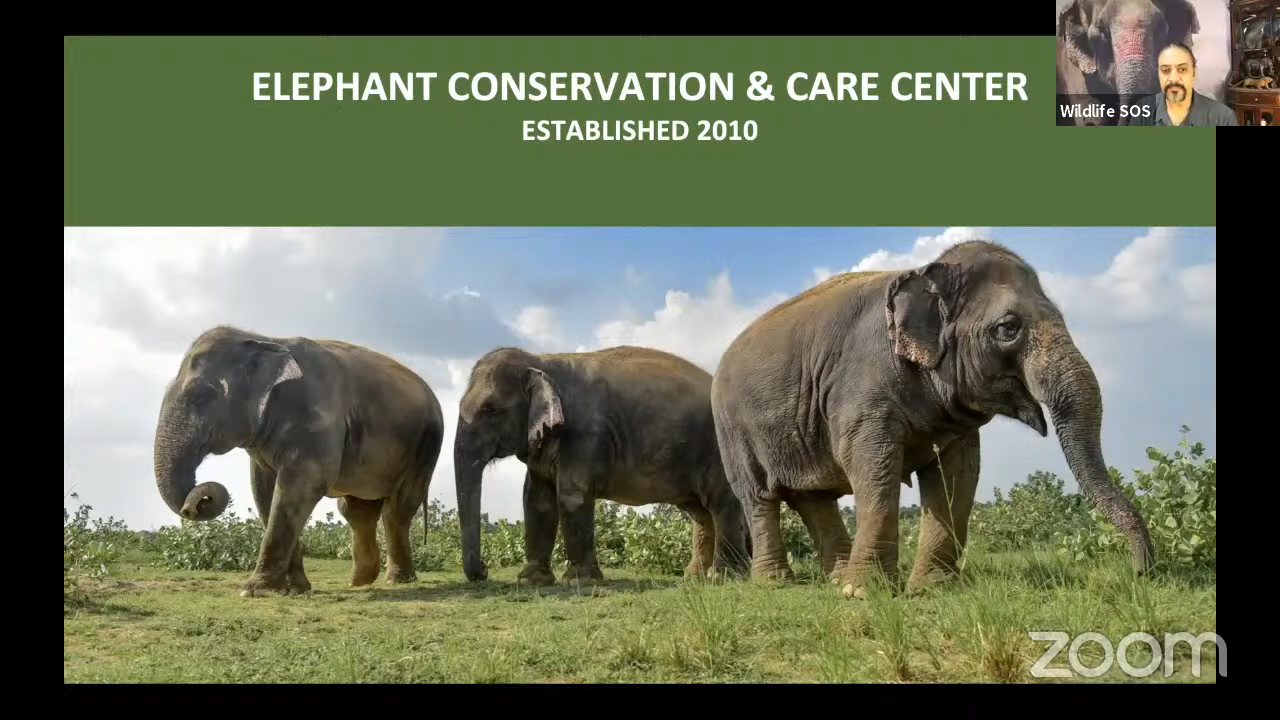 ELEPHANT CONSERVATION & CARE CENTER
ESTABLISHED 2010
Wildlife SOS
zoom